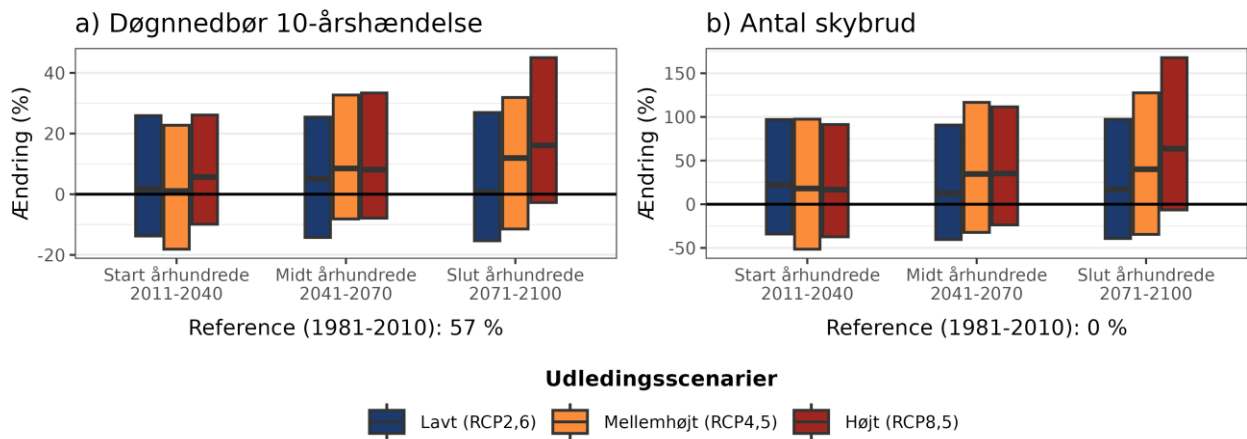 a) Døgnnedbør 10-årshændelse
Ændring (%)
40
20
0
-20
Start århundrede
2011-2040
Midt århundrede
2041-2070
Slut århundrede
2071-2100
Reference (1981-2010): 57 %
b) Antal skybrud
Ændring (%)
150
100
50
0
-50
Start århundrede
2011-2040
Midt århundrede
2041-2070
Slut århundrede
2071-2100
Reference (1981-2010): 0 %
Udledingsscenarier
Lavt (RCP2,6)
Mellemhøjt (RCP4,5)
Højt (RCP8,5)